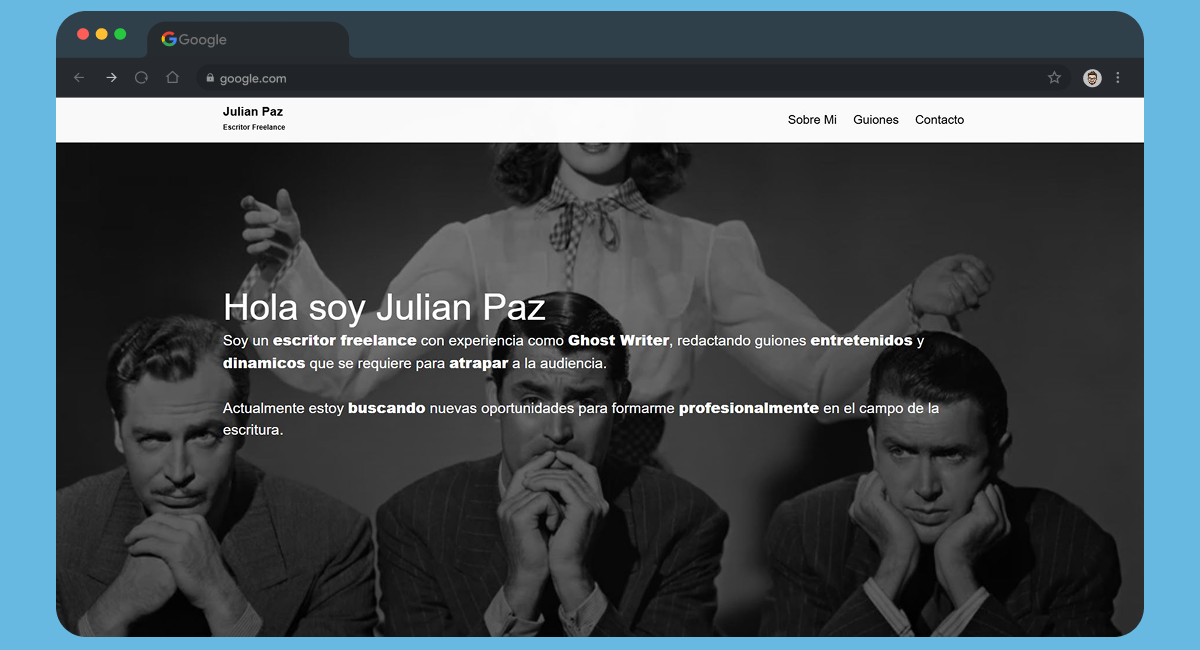 Google
google.com
Julian Paz
Escritor Freelance
Sobre Mi Guiones Contacto
Hola soy Julian Paz
Soy un escritor freelance con experiencia como Ghost Writer, redactando guiones entretenidos y
dinamicos que se requiere para atrapar a la audiencia.
Actualmente estoy buscando nuevas oportunidades para formarme profesionalmente en el campo de la
escritura.